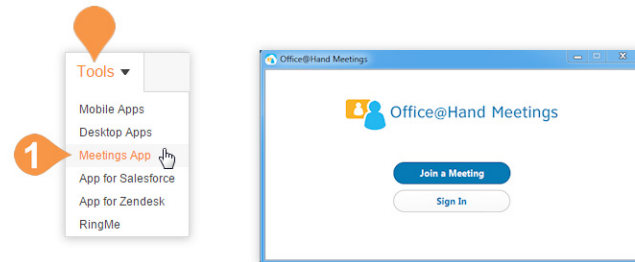 Tools
Mobile Apps
Desktop Apps
1
Meetings App
App for Salesforce
App for Zendesk
RingMe
Office@Hand Meetings
Office@Hand Meetings
Join a Meeting
Sign In